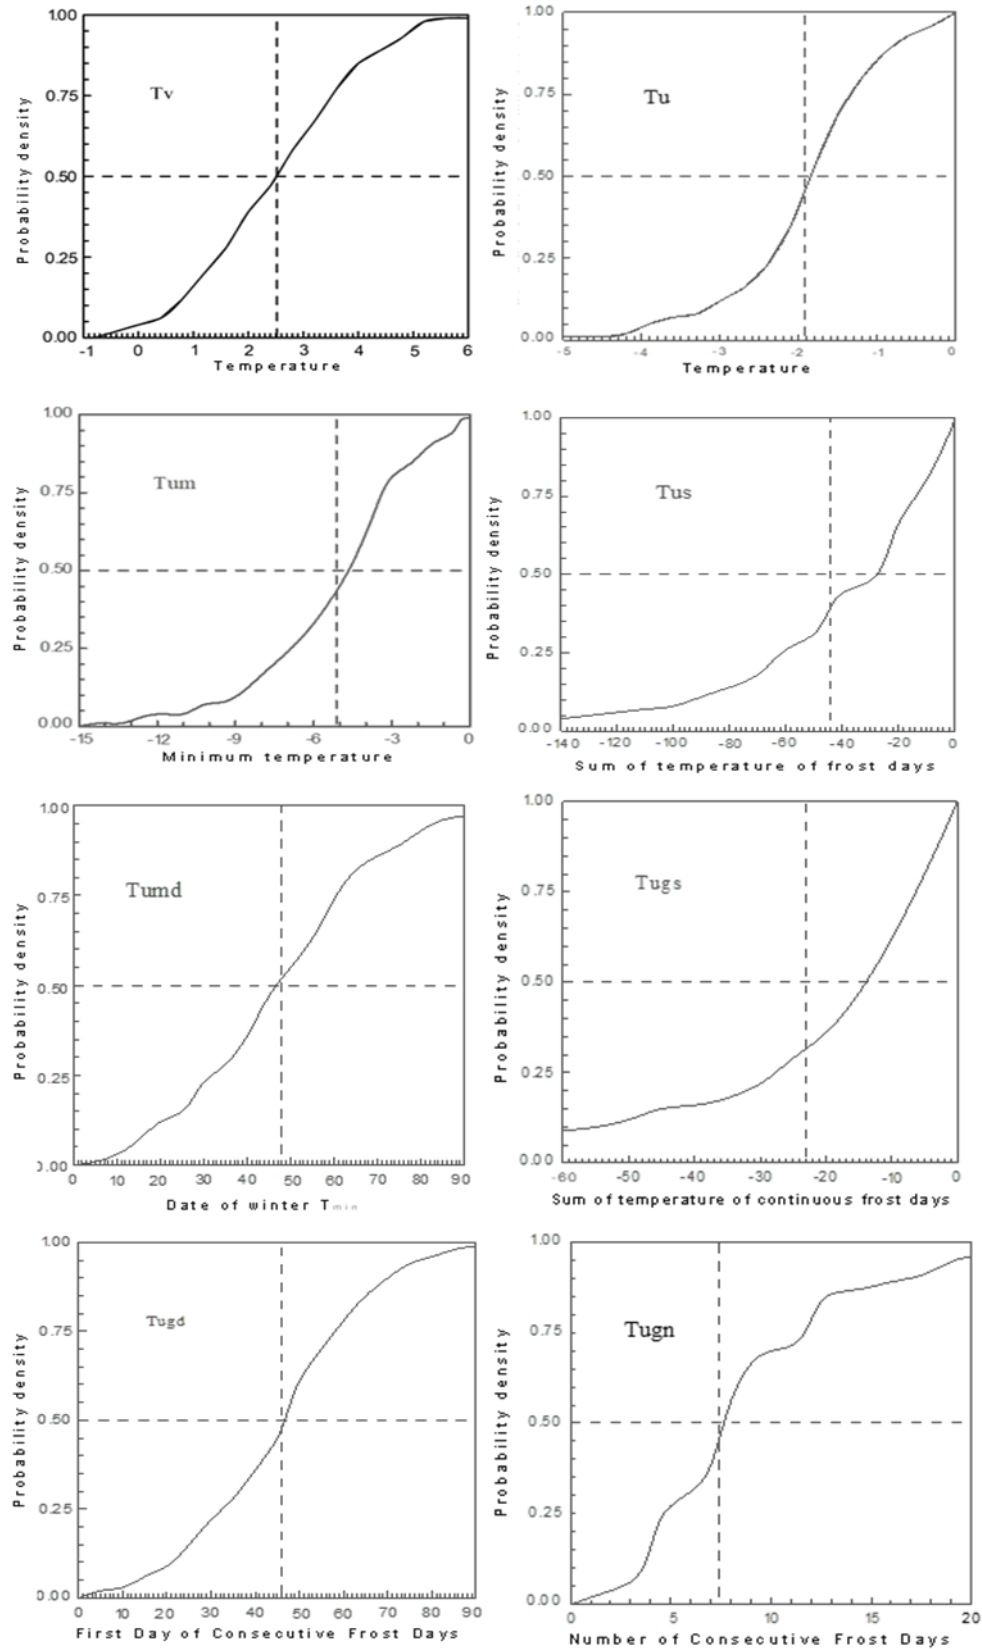 1.00
0.75
0.50
0.25
0.00
Probability density
Tv
-1 0 1 2 3 4 5 6
Temperature
1.00
0.75
0.50
0.25
0.00
Probability density
Tu
-5 -4 -3 -2 -1 0
Temperature
1.00
0.75
0.50
0.25
0.00
Probability density
Tum
-15 -12 -9 -6 -3 0
Minimum temperature
1.00
0.75
0.50
0.25
0.00
Probability density
Tus
-140 -120 -100 -80 -60 -40 -20 0
Sum of temperature of frost days
1.00
0.75
0.50
0.25
0.00
Probability density
Tumd
0 10 20 30 40 50 60 70 80 90
Date of winter Tmin
1.00
0.75
0.50
0.25
0.00
Probability density
Tugs
-60 -50 -40 -30 -20 -10 0
Sum of temperature of continuous frost days
1.00
0.75
0.50
0.25
0.00
Probability density
Tugd
0 10 20 30 40 50 60 70 80 90
First Day of Consecutive Frost Days
1.00
0.75
0.50
0.25
0.00
Probability density
Tugn
0 5 10 15 20
Number of Consecutive Frost Days